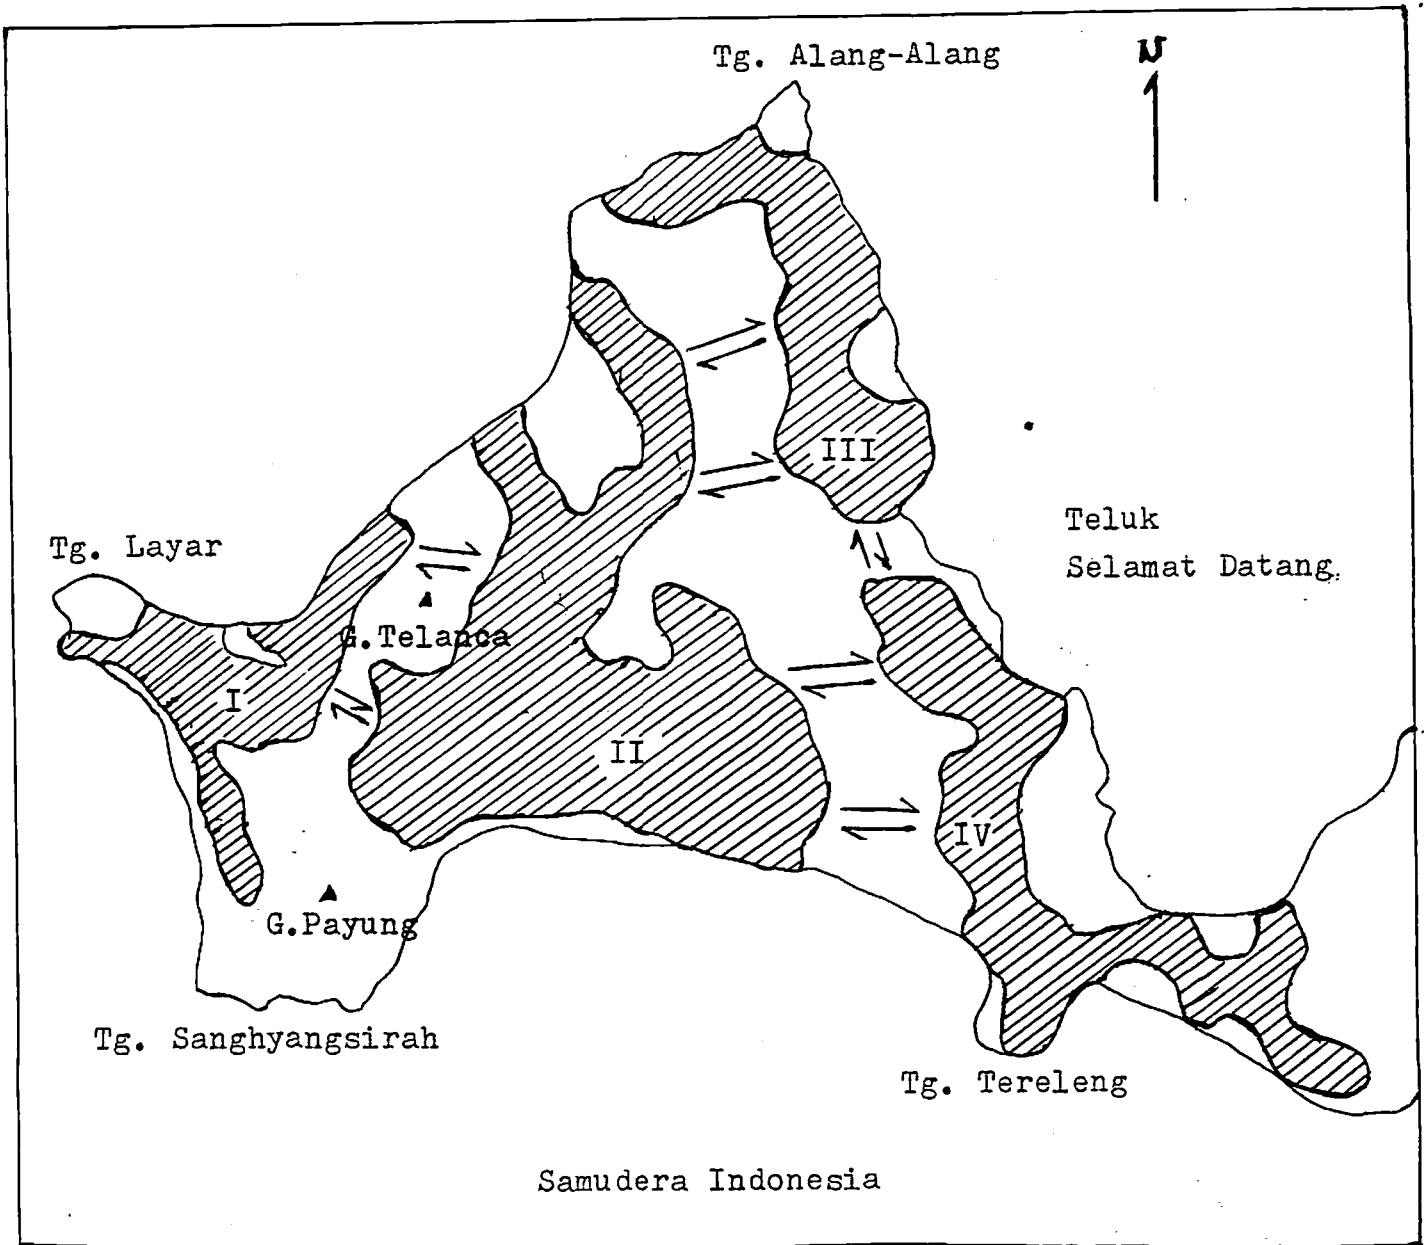 Tg. Alang-Alang
N
III
Teluk
Selamat Datang.
Tg. Layar
G.Telanca
I
II
IV
G.Payung
Tg. Sanghyangsirah
Tg. Tereleng
Samudera Indonesia